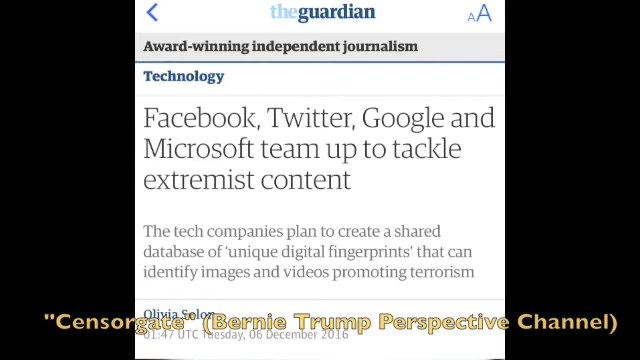 theguardian
AA
Award-winning independent journalism
Technology
Facebook, Twitter, Google and
Microsoft team up to tackle
extremist content
The tech companies plan to create a shared
database of ‘unique digital fingerprints’ that can
identify images and videos promoting terrorism
Olivia Solon
"Censorgate" (Bernie Trump Perspective Channel)
01:47 UTC Tuesday, 06 December 2016